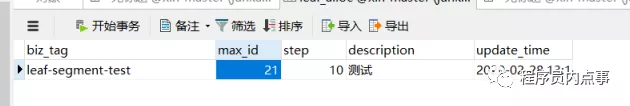 开始事务 备注 筛选 排序 导入 导出
biz_tag max_id step description update_time
leaf-segment-test 21 10 测试
程序员内点事